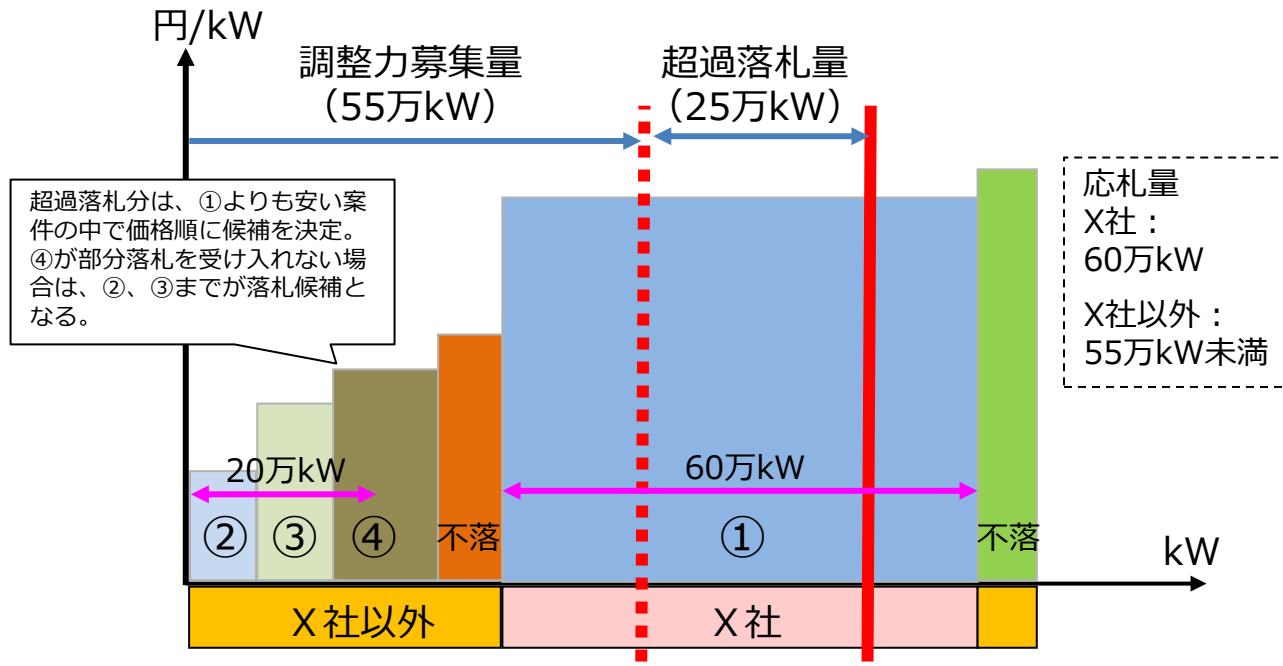 円/kW
調整力募集量
（55万kW）
超過落札量
（25万kW）
超過落札分は、①よりも安い案
件の中で価格順に候補を決定。
④が部分落札を受け入れない場
合は、②、③までが落札候補と
なる。
応札量
X社：
60万kW
X社以外：
55万kW未満
20万kW
60万kW
②
③
④
不落
①
不落
kW
X社以外
X社